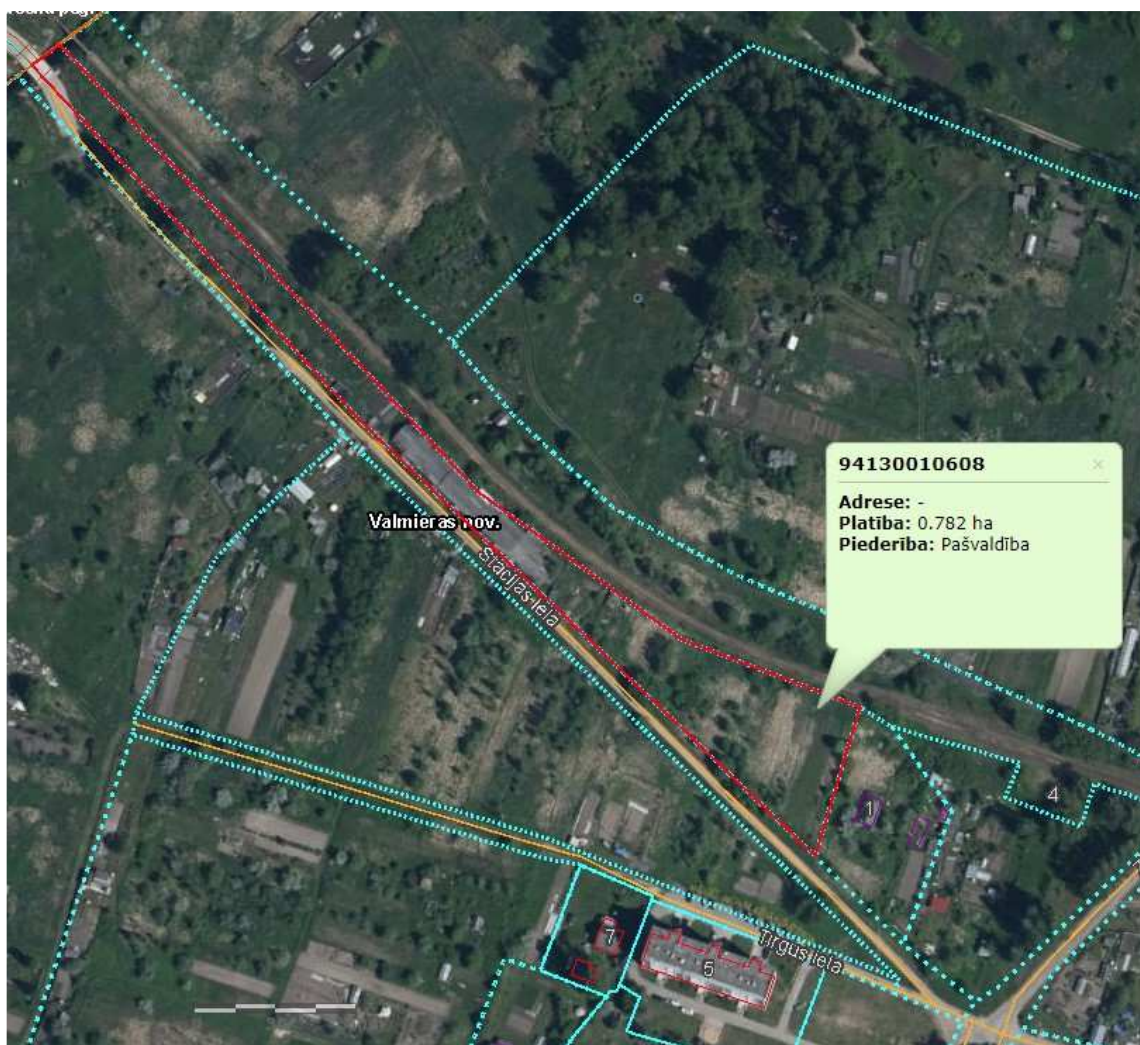 94130010608
×
Adrese: -
Platība: 0.782 ha
Piederība: Pašvaldība
Valmieras nov.
Stacijas iela
1
4
7
5
Tirgus iela